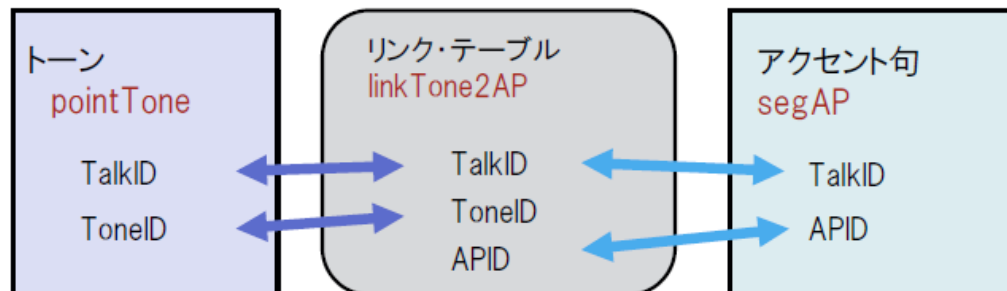 トーン
pointTone
TalkID
ToneID
リンク・テーブル
linkTone2AP
TalkID
ToneID
APID
アクセント句
segAP
TalkID
APID